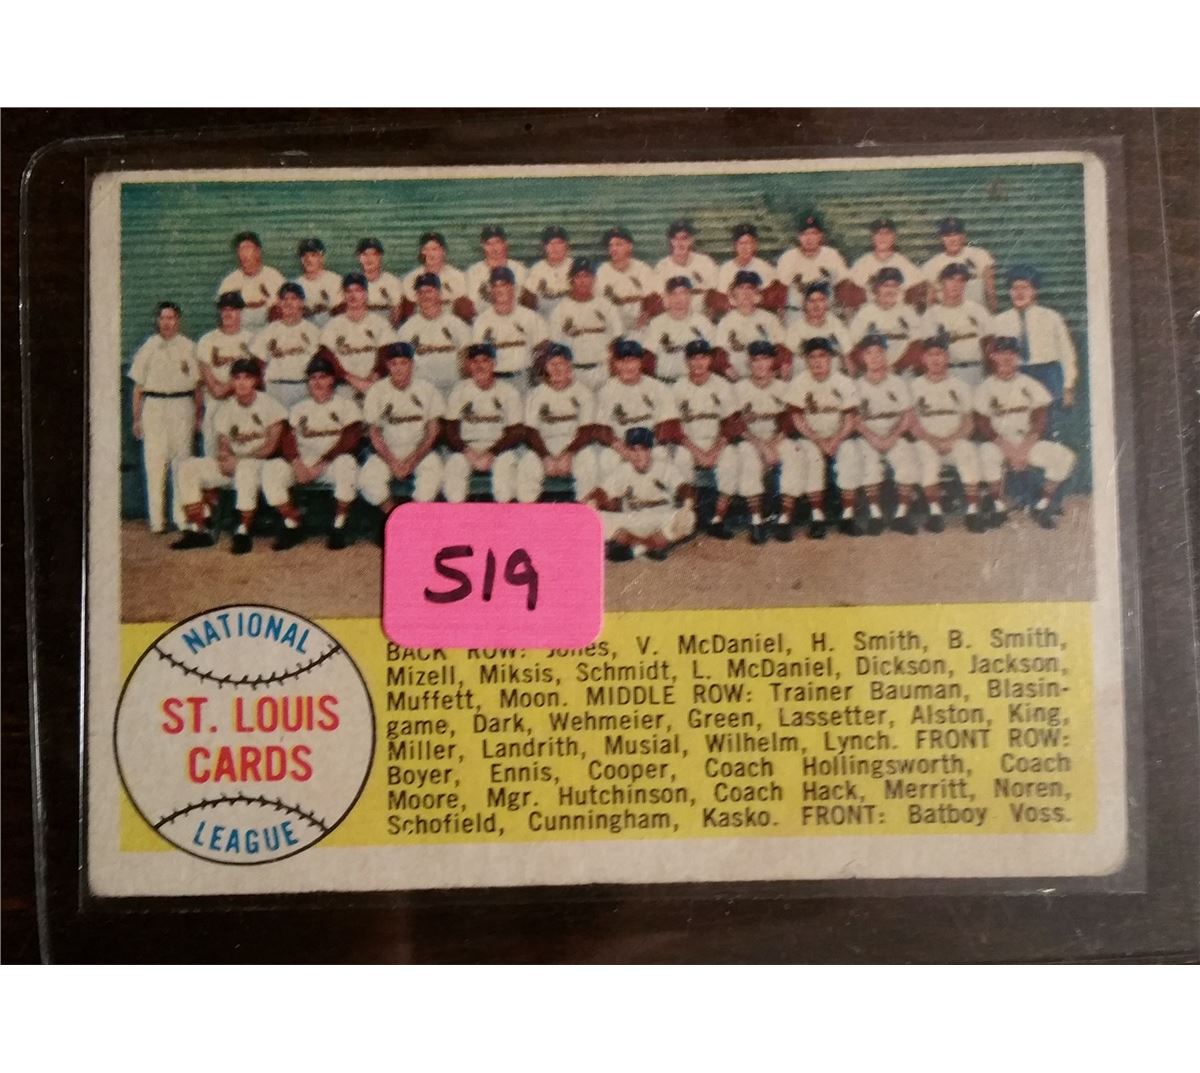 519
NATIONAL
ST. LOUIS
CARDS
LEAGUE
BACK ROW: Jones, V. McDaniel, H. Smith, B. Smith,
Mizell, Miksis, Schmidt, L. McDaniel, Dickson, Jackson,
Muffett, Moon. MIDDLE ROW: Trainer Bauman, Blasin-
game, Dark, Wehmeier, Green, Lassetter, Alston, King,
Miller, Landrith, Musial, Wilhelm, Lynch. FRONT ROW:
Boyer, Ennis, Cooper, Coach Hollingsworth, Coach
Moore, Mgr. Hutchinson, Coach Hack, Merritt, Noren,
Schofield, Cunningham, Kasko. FRONT: Batboy Voss.